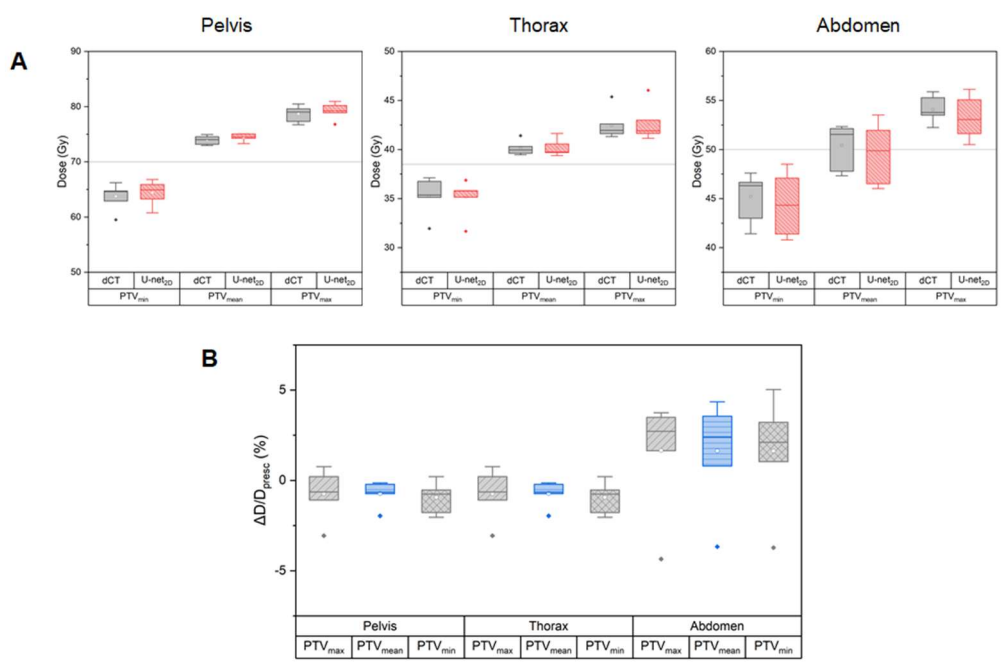 Pelvis Thorax Abdomen
A
90
80
70
60
50
Dose (Gy)
dCT U-net2D dCT U-net2D dCT U-net2D
PTVmin PTVmean PTVmax
50
45
40
35
30
Dose (Gy)
dCT U-net2D dCT U-net2D dCT U-net2D
PTVmin PTVmean PTVmax
60
55
50
45
40
Dose (Gy)
dCT U-net2D dCT U-net2D dCT U-net2D
PTVmin PTVmean PTVmax
B
5
0
-5
ΔD/Dpresc (%)
Pelvis Thorax Abdomen
PTVmax PTVmean PTVmin PTVmax PTVmean PTVmin PTVmax PTVmean PTVmin